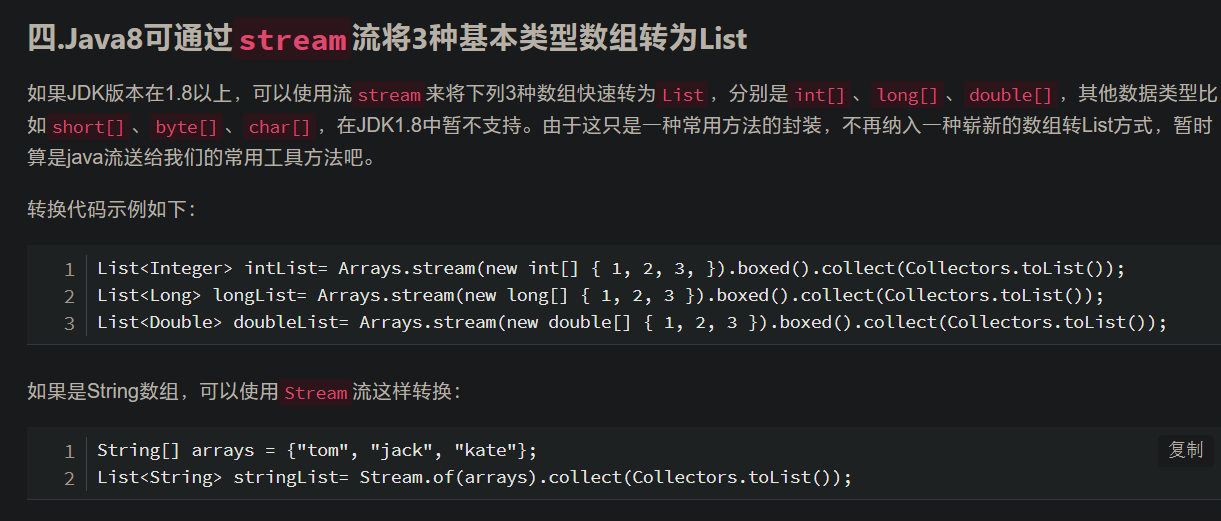 四.Java8可通过stream流将3种基本类型数组转为List
如果JDK版本在1.8以上，可以使用流stream来将下列3种数组快速转为List，分别是int[]、long[]、double[]，其他数据类型比
如short[]、byte[]、char[]，在JDK1.8中暂不支持。由于这只是一种常用方法的封装，不再纳入一种崭新的数组转List方式，暂时
算是java流送给我们的常用工具方法吧。
转换代码示例如下：
1 List<Integer> intList= Arrays.stream(new int[] { 1, 2, 3, }).boxed().collect(Collectors.toList());
2 List<Long> longList= Arrays.stream(new long[] { 1, 2, 3 }).boxed().collect(Collectors.toList());
3 List<Double> doubleList= Arrays.stream(new double[] { 1, 2, 3 }).boxed().collect(Collectors.toList());
如果是String数组，可以使用Stream流这样转换：
1 String[] arrays = {"tom", "jack", "kate"};
复制
2 List<String> stringList= Stream.of(arrays).collect(Collectors.toList());